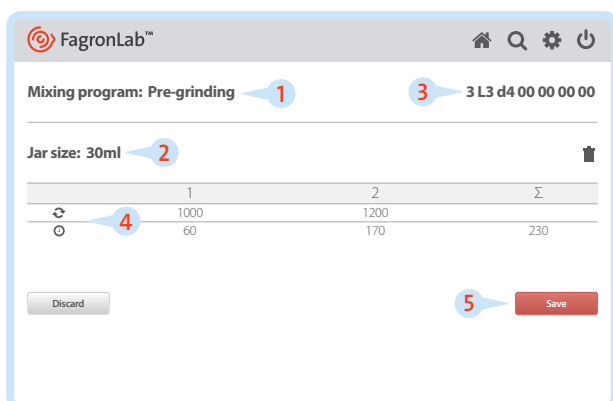 FagronLab™
Mixing program: Pre-grinding 1 3 3 L3 d4 00 00 00 00
Jar size: 30ml 2
1 2 Σ
4 1000 1200
60 170 230
Discard 5 Save